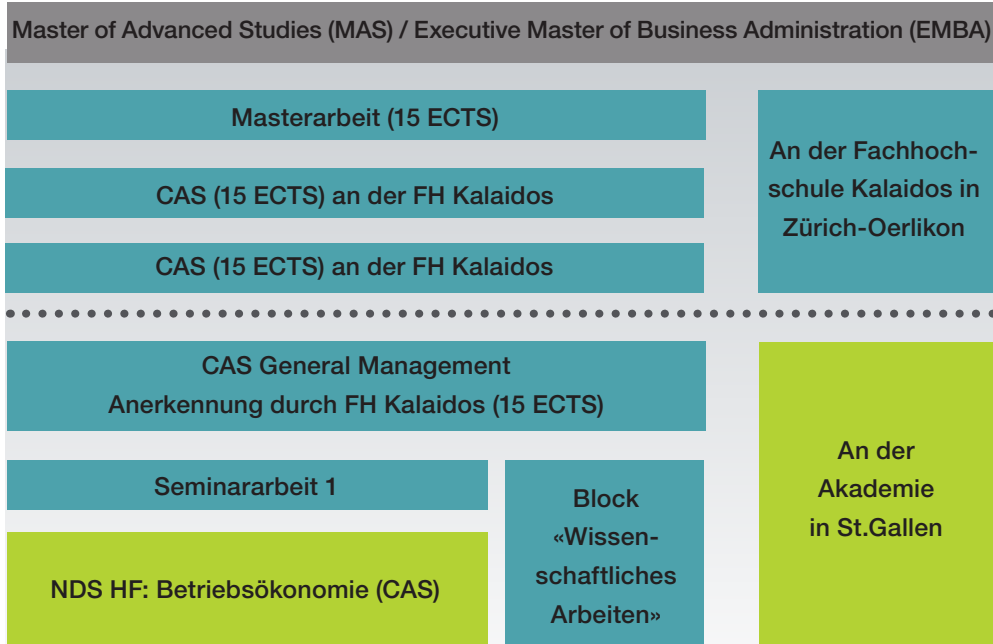 Master of Advanced Studies (MAS) / Executive Master of Business Administration (EMBA)
Masterarbeit (15 ECTS)
CAS (15 ECTS) an der FH Kalaidos
CAS (15 ECTS) an der FH Kalaidos
An der Fachhoch-
schule Kalaidos in
Zürich-Oerlikon
CAS General Management
Anerkennung durch FH Kalaidos (15 ECTS)
Seminararbeit 1
NDS HF: Betriebsökonomie (CAS)
Block
«Wissen-
schaftliches
Arbeiten»
An der
Akademie
in St.Gallen